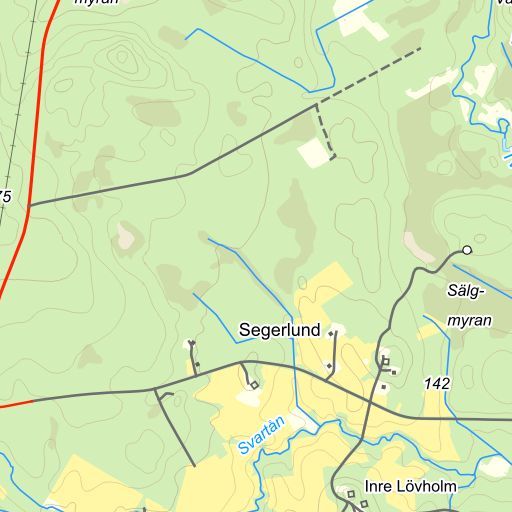 myran
75
Sälg-
myran
Segerlund
142
Svartån
Inre Lövholm